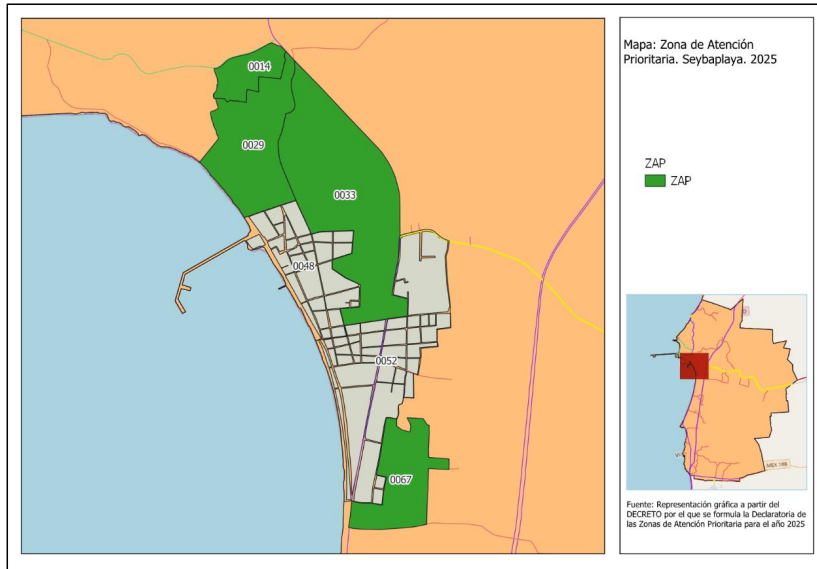 0014
0029
0033
0048
0052
0067
Mapa: Zona de Atención
Prioritaria. Seybaplaya. 2025
ZAP
ZAP
MEX 188
Fuente: Representación gráfica a partir del
DECRETO por el que se formula la Declaratoria de
las Zonas de Atención Prioritaria para el año 2025